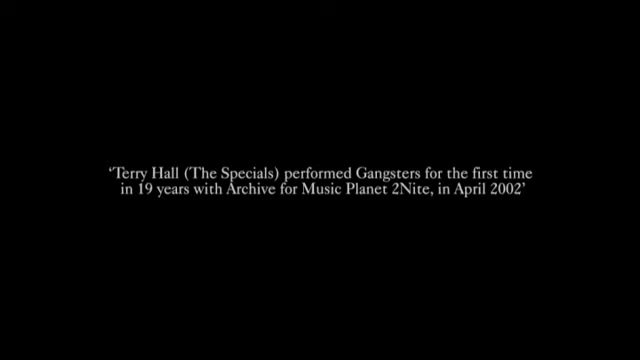 ‘Terry Hall (The Specials) performed Gangsters for the first time
in 19 years with Archive for Music Planet 2Nite, in April 2002’